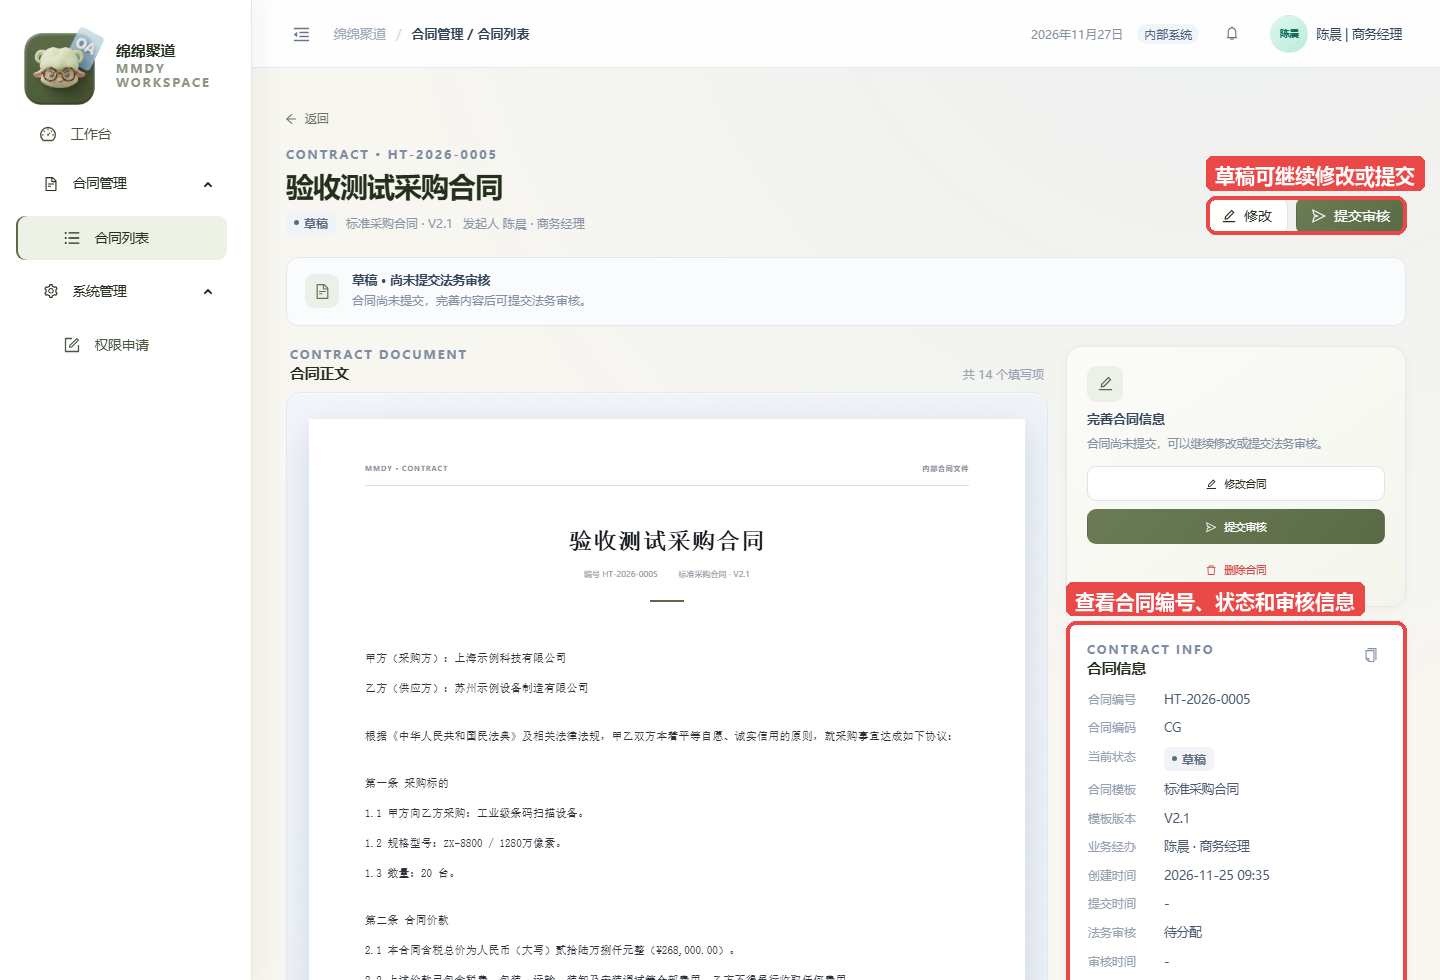 绵绵聚道
MMDY
WORKSPACE
QA
工作台
合同管理
合同列表
系统管理
权限申请
绵绵聚道 / 合同管理 / 合同列表
2026年11月27日 内部系统 陈晨 陈晨 | 商务经理
返回
CONTRACT • HT-2026-0005
验收测试采购合同
草稿 标准采购合同 · V2.1 发起人 陈晨 · 商务经理
草稿可继续修改或提交
修改 提交审核
草稿 • 尚未提交法务审核
合同尚未提交，完善内容后可提交法务审核。
CONTRACT DOCUMENT
合同正文
共 14 个填写项
MMDY • CONTRACT 内部合同文件
验收测试采购合同
编号 HT-2026-0005 标准采购合同 · V2.1
甲方（采购方）：上海示例科技有限公司
乙方（供应方）：苏州示例设备制造有限公司
根据《中华人民共和国民法典》及相关法律法规，甲乙双方本着平等自愿、诚实信用的原则，就采购事宜达成如下协议：
第一条 采购标的
1.1 甲方向乙方采购：工业级条码扫描设备。
1.2 规格型号：ZX-8800 / 1280万像素。
1.3 数量：20 台。
第二条 合同价款
2.1 本合同含税总价为人民币（大写）贰拾陆万捌仟元整（¥268,000.00）。
完善合同信息
合同尚未提交，可以继续修改或提交法务审核。
修改合同
提交审核
删除合同
查看合同编号、状态和审核信息
CONTRACT INFO
合同信息
合同编号 HT-2026-0005
合同编码 CG
当前状态 草稿
合同模板 标准采购合同
模板版本 V2.1
业务经办 陈晨 · 商务经理
创建时间 2026-11-25 09:35
提交时间 -
法务审核 待分配
审核时间 -